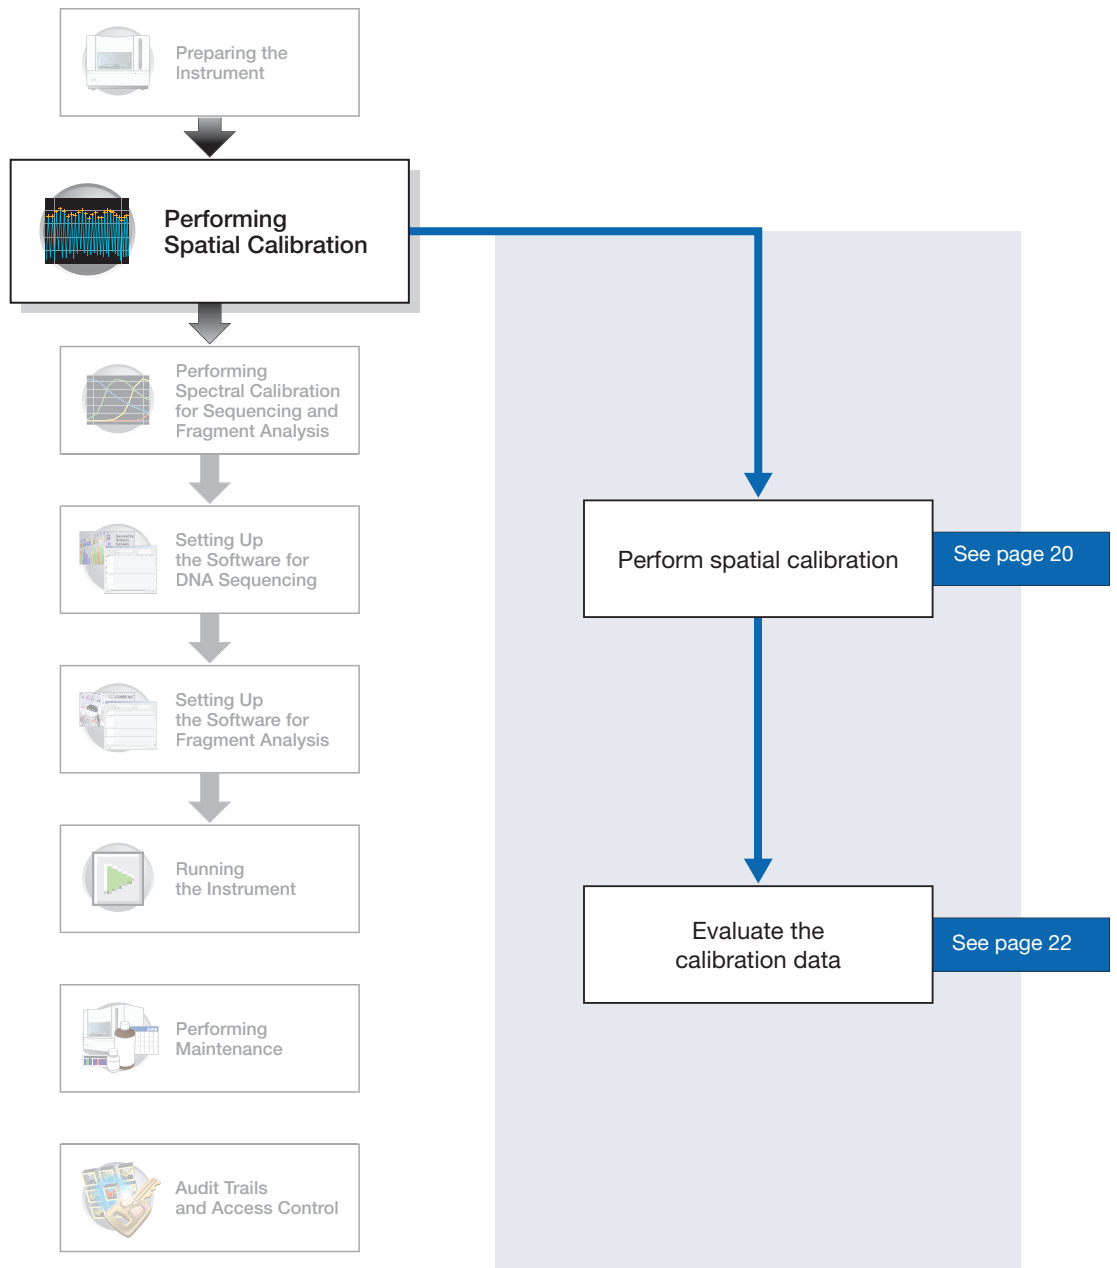 Preparing the
Instrument
Performing
Spatial Calibration
Performing
Spectral Calibration
for Sequencing and
Fragment Analysis
Setting Up
the Software for
DNA Sequencing
Setting Up
the Software for
Fragment Analysis
Running
the Instrument
Performing
Maintenance
Audit Trails
and Access Control
Perform spatial calibration
See page 20
Evaluate the
calibration data
See page 22